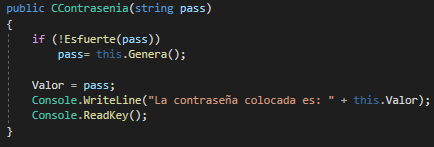 public CContrasenia(string pass)
{
if (!Esfuerte(pass))
pass= this.Genera();
Valor = pass;
Console.WriteLine("La contraseña colocada es: " + this.Valor);
Console.ReadKey();
}